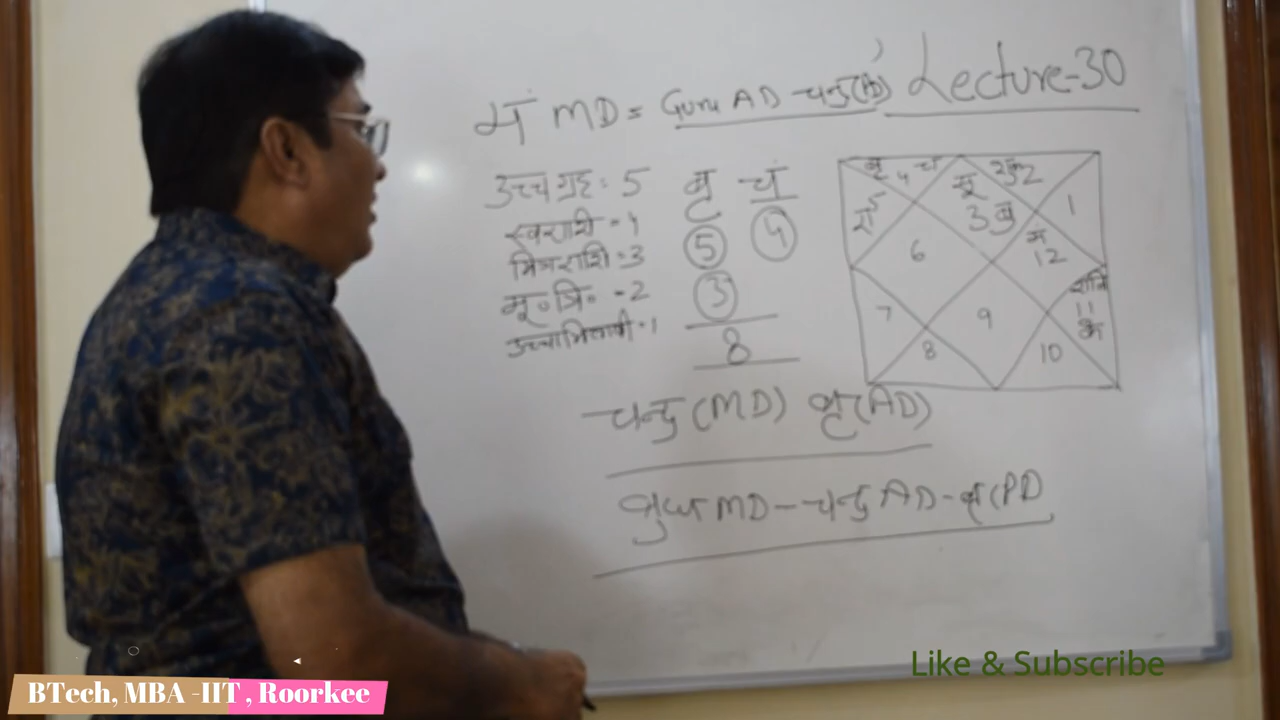 मं MD = Guru AD - चन्द्र(PD) Lecture-30
उच्च ग्रह: 5 बृ चं
स्वराशि - 4 ⑤ ④
मित्रराशि - 3 ③
मू॰ त्रि॰ - 2
उच्चाभिलाषी - 1 8
बृ 4 चं शुक्र 2
रा 5 सू 3 बु 1
6 मं 12
शनि 11 के
7 9
8 10
चन्द्र (MD) बृ(AD)
बुध MD - चन्द्र AD - बृ(PD
Like & Subscribe
BTech, MBA -IIT , Roorkee